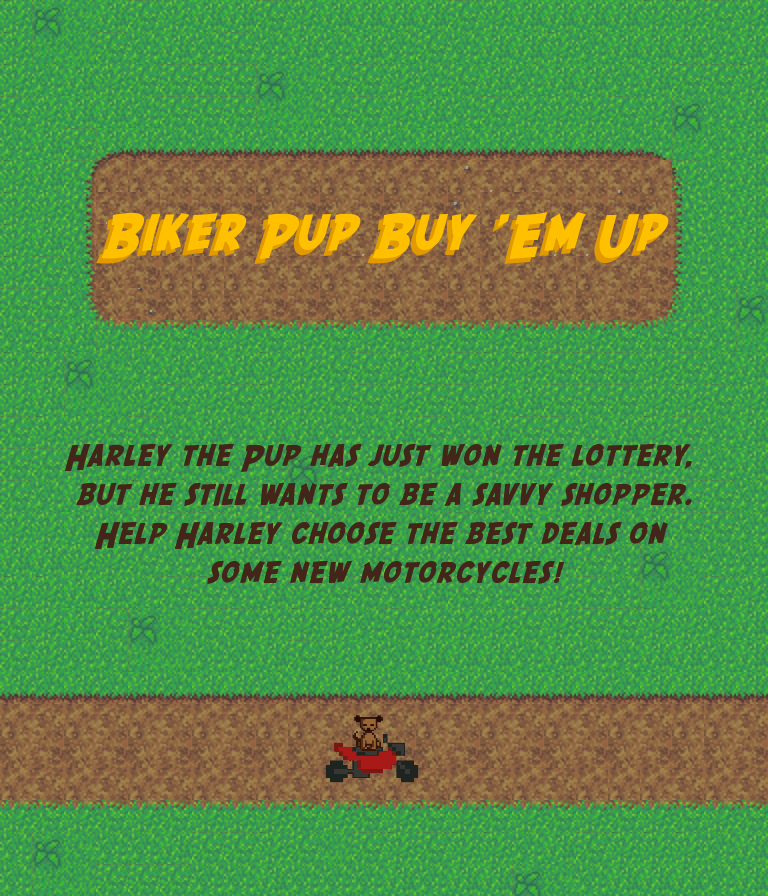 Biker Pup Buy 'Em Up
Harley the Pup has just won the lottery,
but he still wants to be a savvy shopper.
Help Harley choose the best deals on
some new motorcycles!